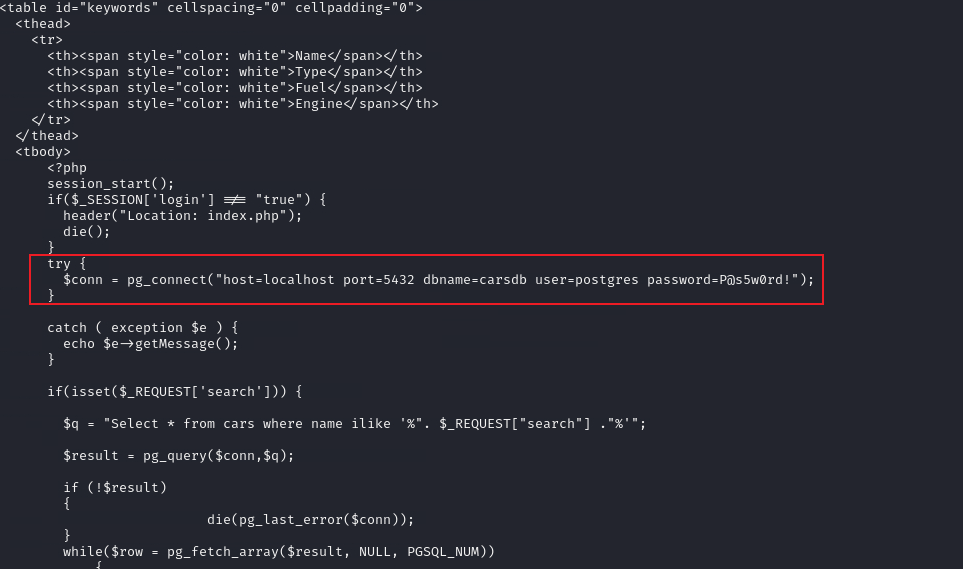 <table id="keywords" cellspacing="0" cellpadding="0">
<thead>
<tr>
<th><span style="color: white">Name</span></th>
<th><span style="color: white">Type</span></th>
<th><span style="color: white">Fuel</span></th>
<th><span style="color: white">Engine</span></th>
</tr>
</thead>
<tbody>
<?php
session_start();
if($_SESSION['login'] !== "true") {
header("Location: index.php");
die();
}
try {
$conn = pg_connect("host=localhost port=5432 dbname=carsdb user=postgres password=P@s5w0rd!");
}
catch ( exception $e ) {
echo $e->getMessage();
}
if(isset($_REQUEST['search'])) {
$q = "Select * from cars where name ilike '%". $_REQUEST["search"] ."%'";
$result = pg_query($conn,$q);
if (!$result)
{
die(pg_last_error($conn));
}
while($row = pg_fetch_array($result, NULL, PGSQL_NUM))
{